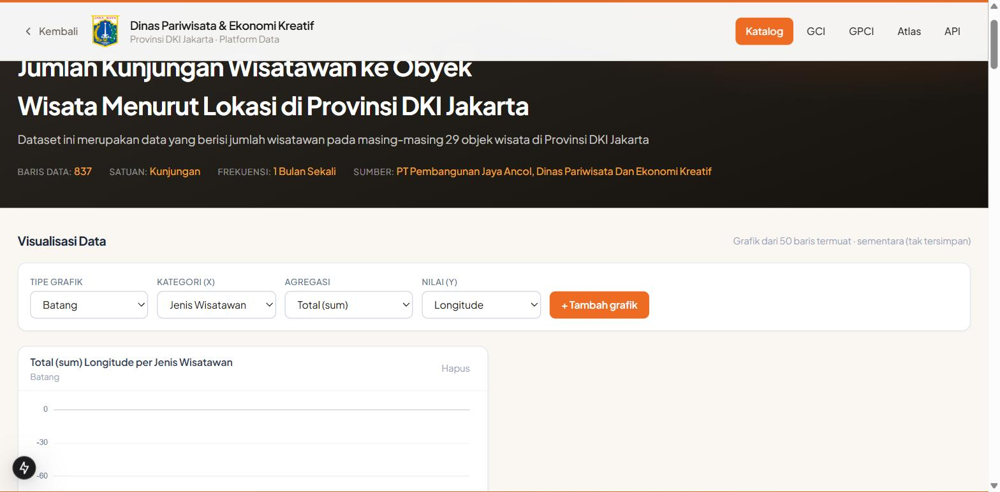 Kembali
JAYA RAYA
Dinas Pariwisata & Ekonomi Kreatif
Provinsi DKI Jakarta · Platform Data
Katalog
GCI
GPCI
Atlas
API
Jumlah Kunjungan Wisatawan ke Obyek
Wisata Menurut Lokasi di Provinsi DKI Jakarta
Dataset ini merupakan data yang berisi jumlah wisatawan pada masing-masing 29 objek wisata di Provinsi DKI Jakarta
BARIS DATA: 837 SATUAN: Kunjungan FREKUENSI: 1 Bulan Sekali SUMBER: PT Pembangunan Jaya Ancol, Dinas Pariwisata Dan Ekonomi Kreatif
Visualisasi Data
Grafik dari 50 baris termuat · sementara (tak tersimpan)
TIPE GRAFIK
Batang
KATEGORI (X)
Jenis Wisatawan
AGREGASI
Total (sum)
NILAI (Y)
Longitude
+ Tambah grafik
Total (sum) Longitude per Jenis Wisatawan
Batang
Hapus
0
-30
-60